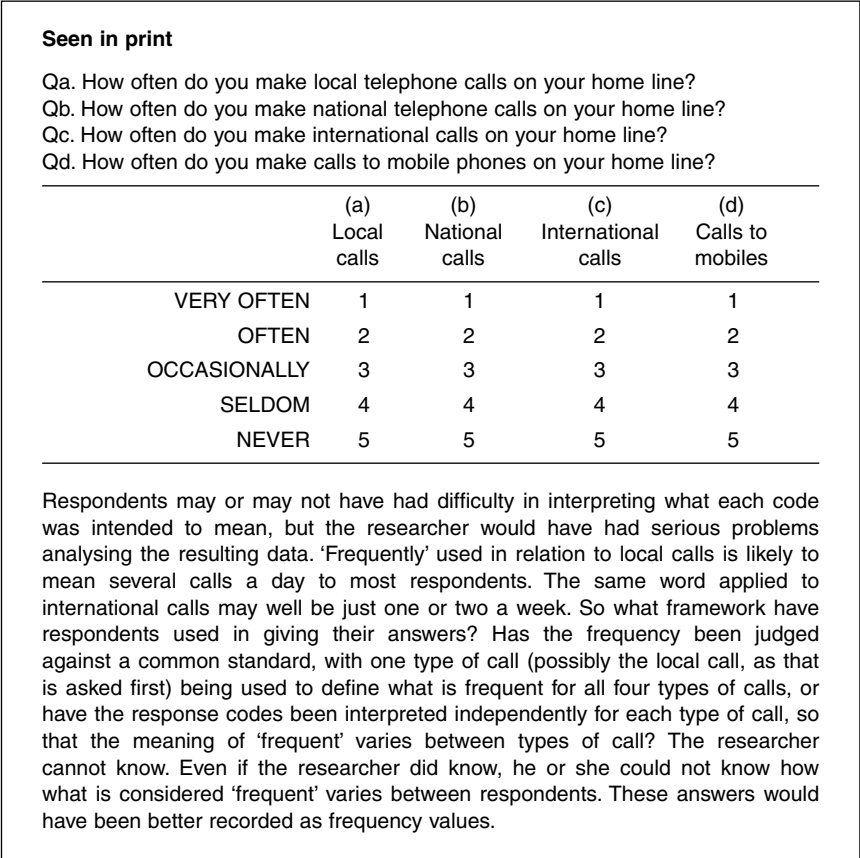 Seen in print
Qa. How often do you make local telephone calls on your home line?
Qb. How often do you make national telephone calls on your home line?
Qc. How often do you make international calls on your home line?
Qd. How often do you make calls to mobile phones on your home line?
(a) (b) (c) (d)
Local National International Calls to
calls calls calls mobiles
VERY OFTEN 1 1 1 1
OFTEN 2 2 2 2
OCCASIONALLY 3 3 3 3
SELDOM 4 4 4 4
NEVER 5 5 5 5
Respondents may or may not have had difficulty in interpreting what each code
was intended to mean, but the researcher would have had serious problems
analysing the resulting data. ‘Frequently’ used in relation to local calls is likely to
mean several calls a day to most respondents. The same word applied to
international calls may well be just one or two a week. So what framework have
respondents used in giving their answers? Has the frequency been judged
against a common standard, with one type of call (possibly the local call, as that
is asked first) being used to define what is frequent for all four types of calls, or
have the response codes been interpreted independently for each type of call, so
that the meaning of ‘frequent’ varies between types of call? The researcher
cannot know. Even if the researcher did know, he or she could not know how
what is considered ‘frequent’ varies between respondents. These answers would
have been better recorded as frequency values.